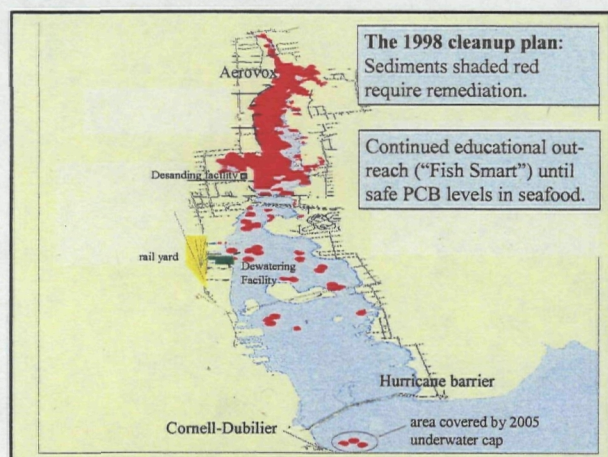 The 1998 cleanup plan:
Sediments shaded red
require remediation.
Aerovox
Continued educational out-
reach ("Fish Smart") until
safe PCB levels in seafood.
Desanding facility
rail yard
Dewatering
Facility
Hurricane barrier
Cornell-Dubilier
area covered by 2005
underwater cap